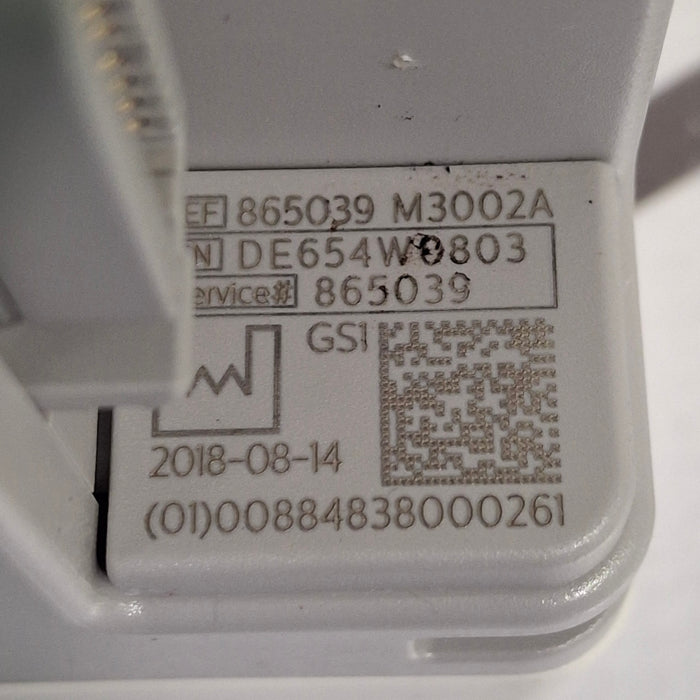 EF 865039 M3002A
N DE654W0803
ervice# 865039
GS1
2018-08-14
(01)00884838000261